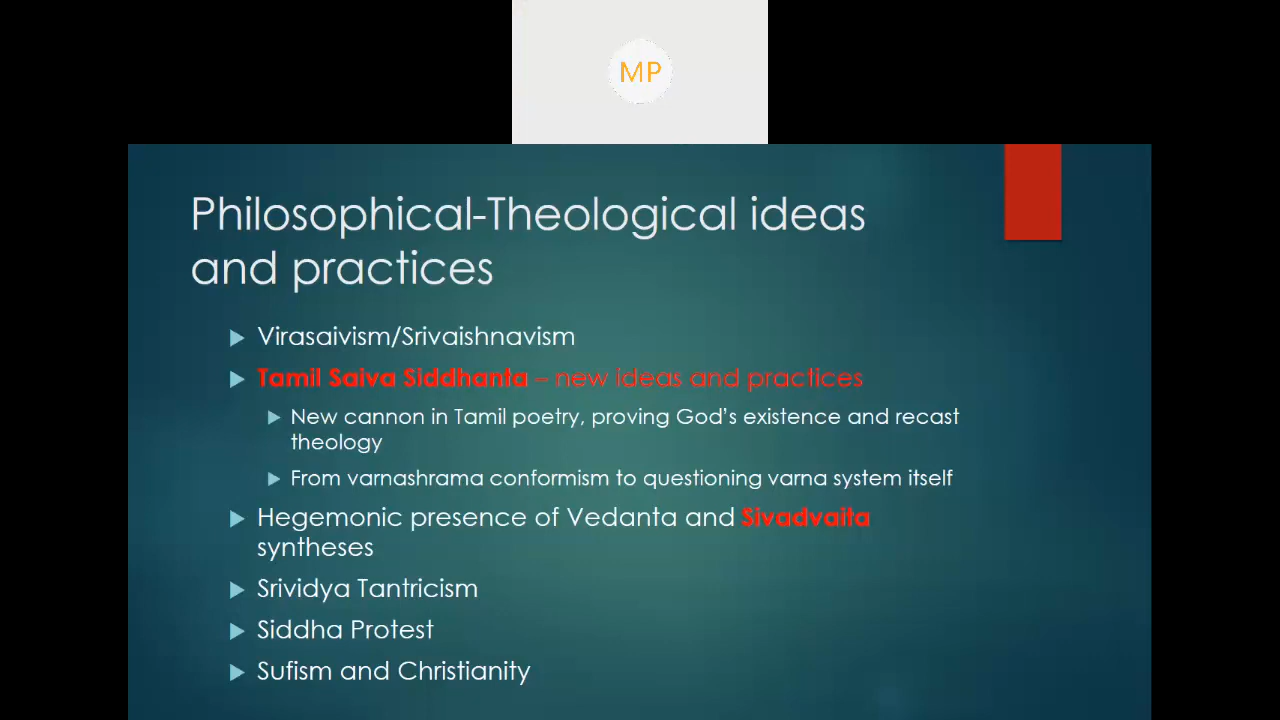 MP
Philosophical-Theological ideas
and practices
Virasaivism/Srivaishnavism
Tamil Saiva Siddhanta – new ideas and practices
New cannon in Tamil poetry, proving God's existence and recast
theology
From varnashrama conformism to questioning varna system itself
Hegemonic presence of Vedanta and Sivadvaita
syntheses
Srividya Tantricism
Siddha Protest
Sufism and Christianity